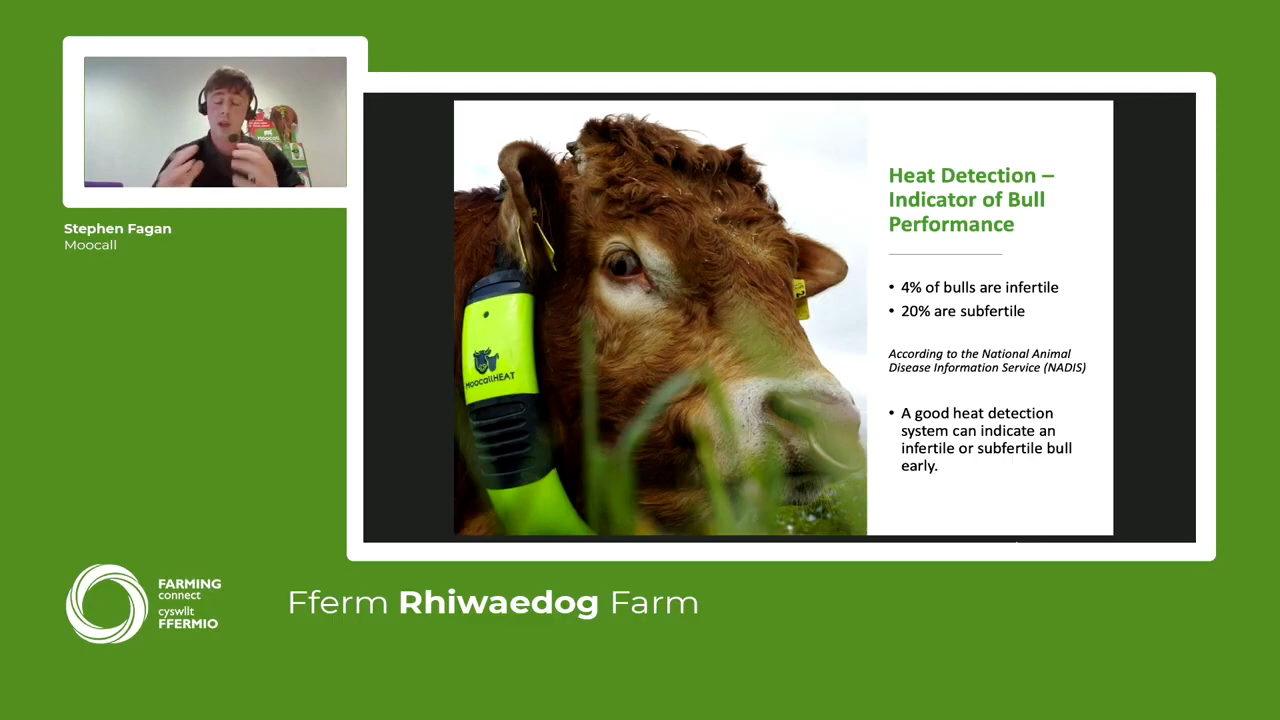 Stephen Fagan
Moocall
Moocall
MoocallHEAT
Heat Detection –
Indicator of Bull
Performance
• 4% of bulls are infertile
• 20% are subfertile
According to the National Animal
Disease Information Service (NADIS)
• A good heat detection
system can indicate an
infertile or subfertile bull
early.
FARMING
connect
cyswllt
FFERMIO
Fferm Rhiwaedog Farm